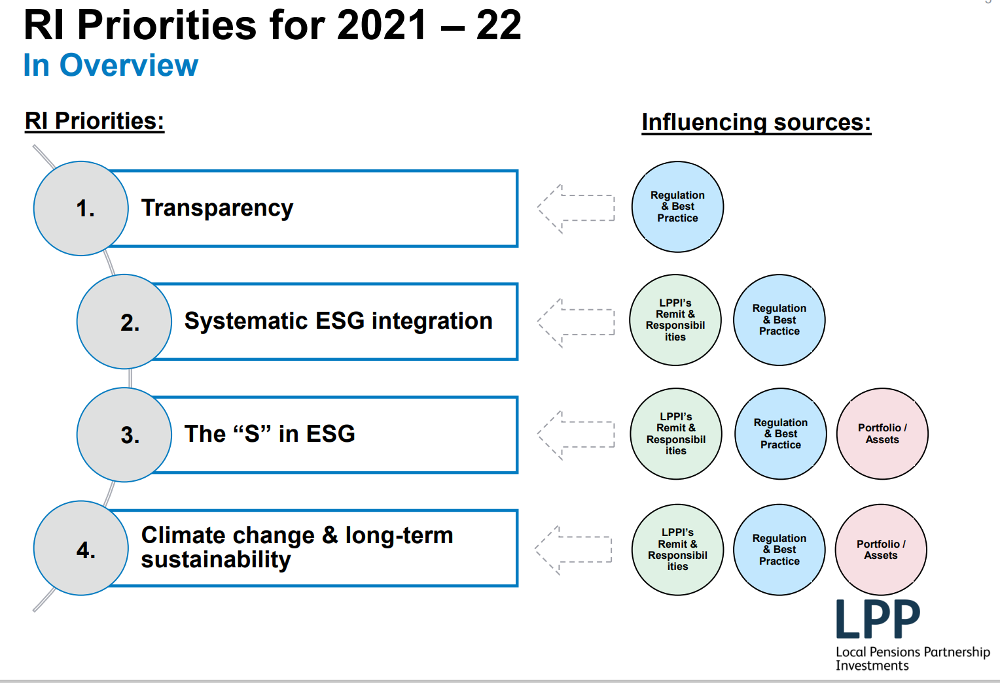 RI Priorities for 2021 – 22
In Overview
RI Priorities:
Influencing sources:
1.
Transparency
Regulation
& Best
Practice
2.
Systematic ESG integration
LPPI’s
Remit &
Responsibil
ities
Regulation
& Best
Practice
3.
The “S” in ESG
LPPI’s
Remit &
Responsibil
ities
Regulation
& Best
Practice
Portfolio /
Assets
4.
Climate change & long-term
sustainability
LPPI’s
Remit &
Responsibil
ities
Regulation
& Best
Practice
Portfolio /
Assets
LPP
Local Pensions Partnership
Investments